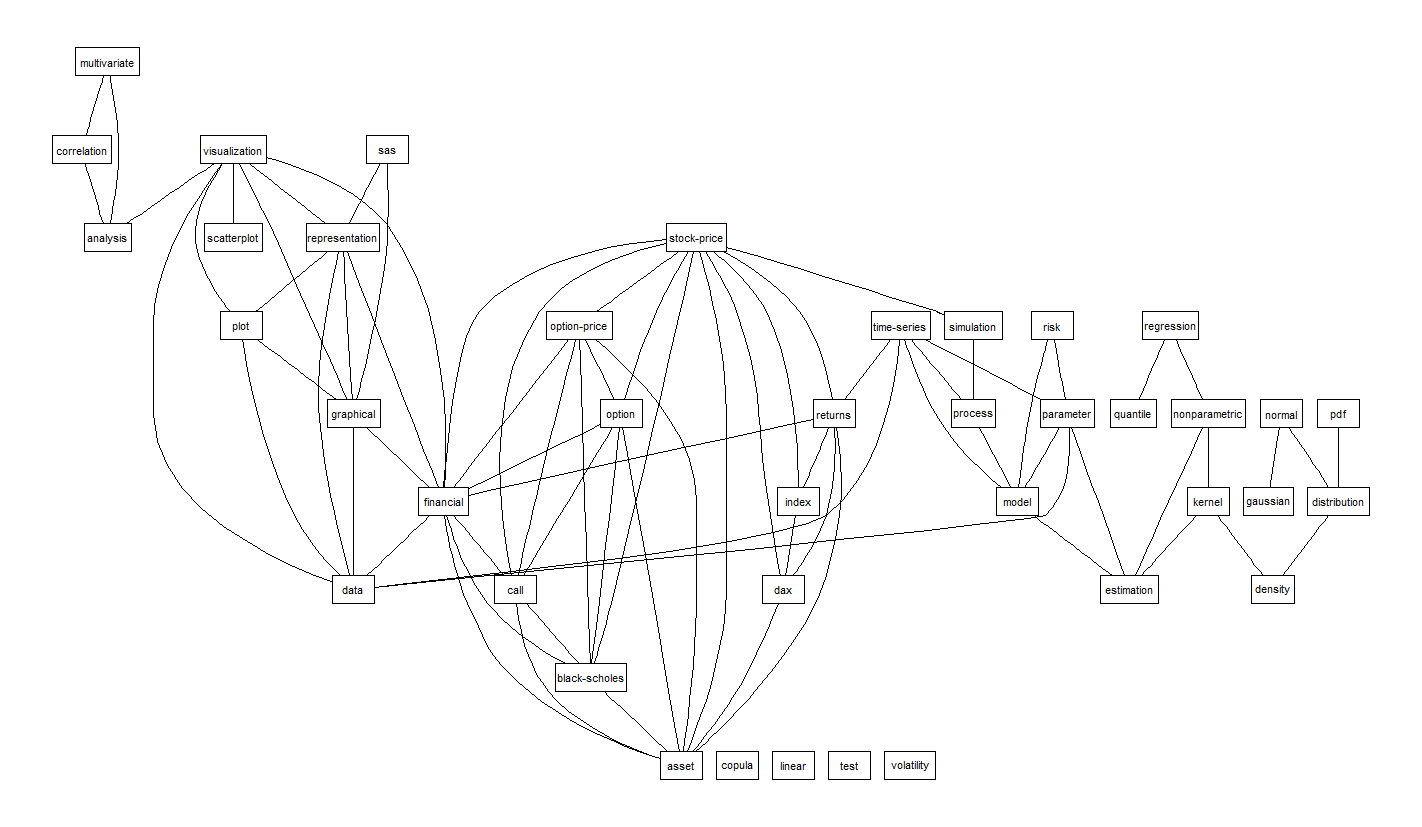 multivariate
correlation
visualization
sas
analysis
scatterplot
representation
stock-price
plot
option-price
time-series
simulation
risk
regression
graphical
option
returns
process
parameter
quantile
nonparametric
normal
pdf
financial
index
model
kernel
gaussian
distribution
data
call
dax
estimation
density
black-scholes
asset
copula
linear
test
volatility